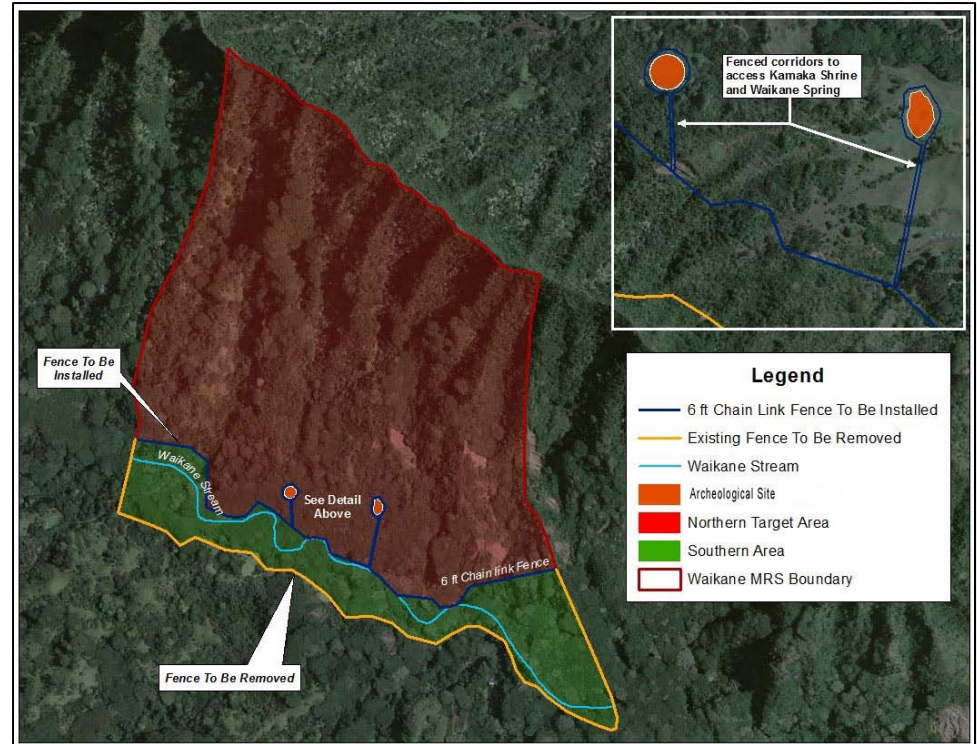 Fenced corridors to
access Kamaka Shrine
and Waikane Spring
Fence To Be
Installed
Waikane Stream
See Detail
Above
6 ft Chain link Fence
Fence To Be Removed
Legend
6 ft Chain Link Fence To Be Installed
Existing Fence To Be Removed
Waikane Stream
Archeological Site
Northern Target Area
Southern Area
Waikane MRS Boundary